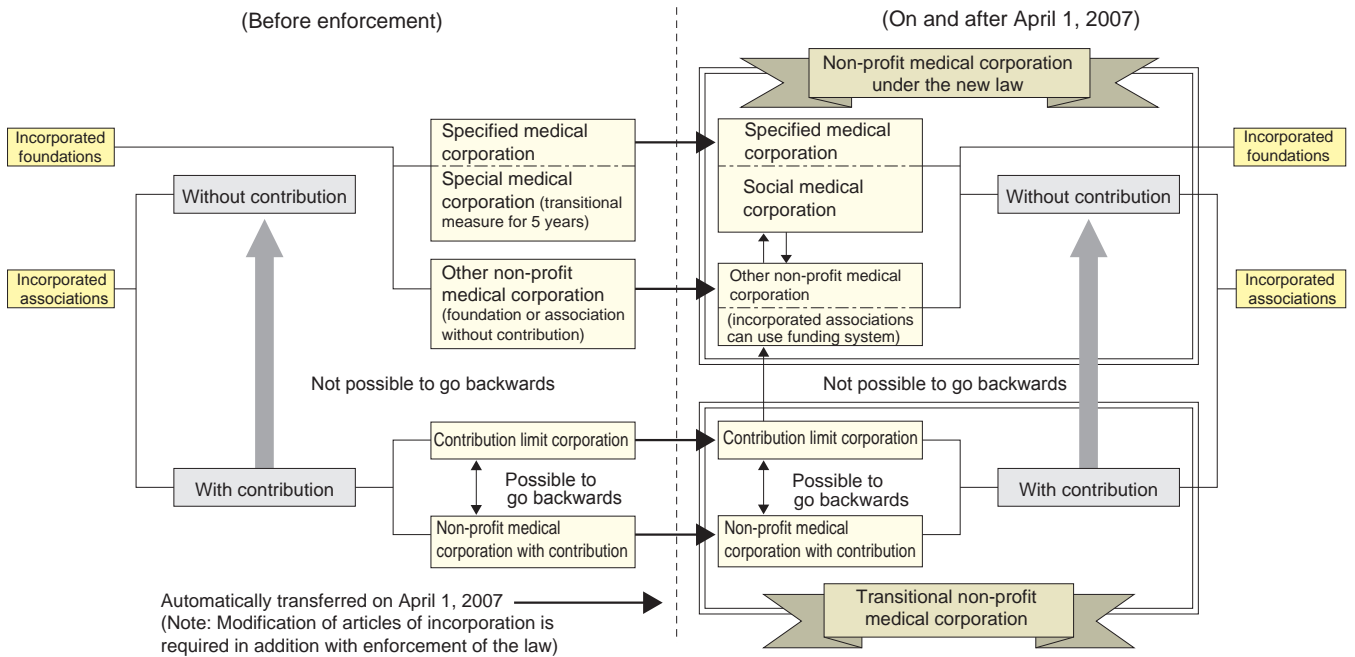 (Before enforcement)
(On and after April 1, 2007)
Non-profit medical corporation
under the new law
Incorporated
foundations
Without contribution
Incorporated
associations
With contribution
Specified medical
corporation
Special medical
corporation (transitional
measure for 5 years)
Other non-profit
medical corporation
(foundation or association
without contribution)
Not possible to go backwards
Contribution limit corporation
Possible to
go backwards
Non-profit medical
corporation with contribution
Automatically transferred on April 1, 2007
(Note: Modification of articles of incorporation is
required in addition with enforcement of the law)
Specified medical
corporation
Social medical
corporation
Other non-profit medical
corporation
(incorporated associations
can use funding system)
Not possible to go backwards
Contribution limit corporation
Possible to
go backwards
Non-profit medical
corporation with contribution
Without contribution
With contribution
Incorporated
foundations
Incorporated
associations
Transitional non-profit
medical corporation